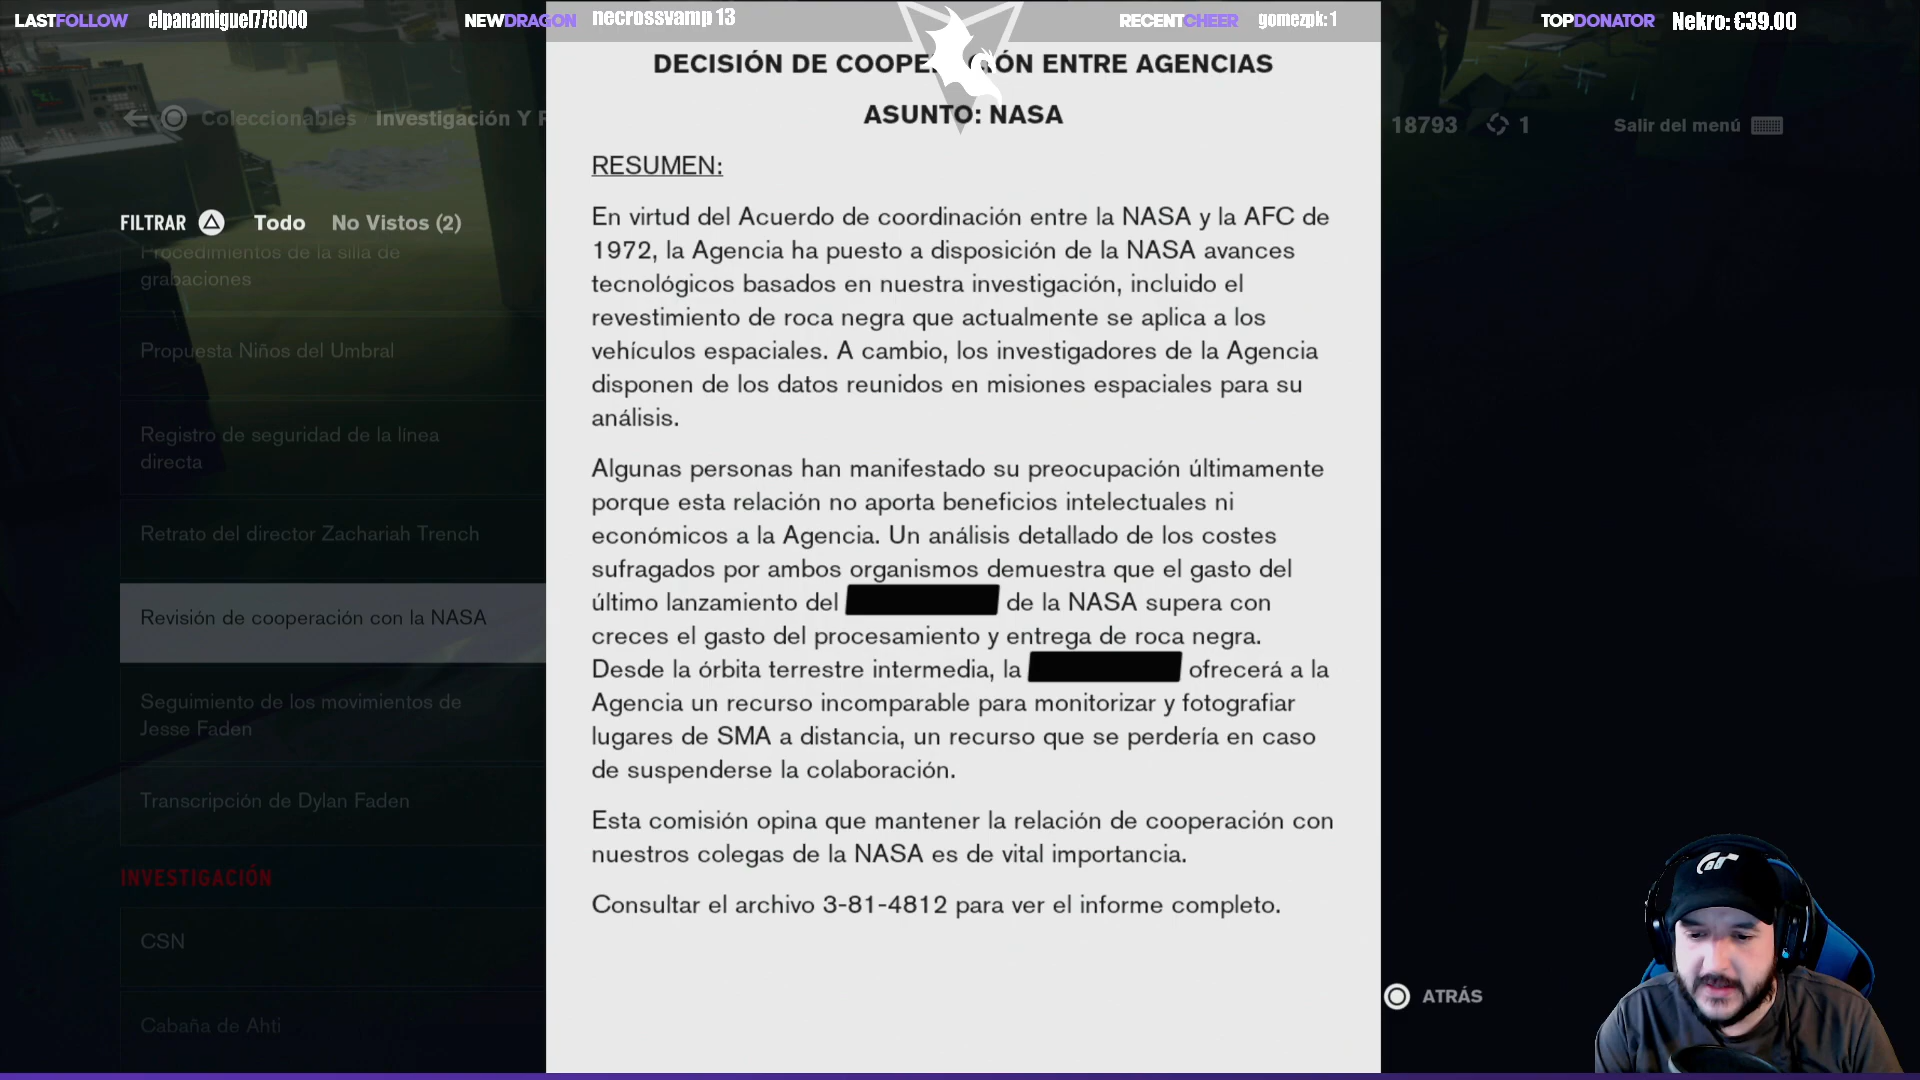 LASTFOLLOW elpanamiguel778000 NEWDRAGON necrossvamp 13 RECENTCHEER gomezpk: 1 TOPDONATOR Nekro: €39.00
DECISIÓN DE COOPE ÓN ENTRE AGENCIAS
ASUNTO: NASA
Coleccionables Investigación Y P
18793 1 Salir del menú
FILTRAR Todo No Vistos (2)
Procedimientos de la silla de
grabaciones
Propuesta Niños del Umbral
Registro de seguridad de la línea
directa
Retrato del director Zachariah Trench
Revisión de cooperación con la NASA
Seguimiento de los movimientos de
Jesse Faden
Transcripción de Dylan Faden
INVESTIGACIÓN
CSN
Cabaña de Ahti
RESUMEN:
En virtud del Acuerdo de coordinación entre la NASA y la AFC de
1972, la Agencia ha puesto a disposición de la NASA avances
tecnológicos basados en nuestra investigación, incluido el
revestimiento de roca negra que actualmente se aplica a los
vehículos espaciales. A cambio, los investigadores de la Agencia
disponen de los datos reunidos en misiones espaciales para su
análisis.
Algunas personas han manifestado su preocupación últimamente
porque esta relación no aporta beneficios intelectuales ni
económicos a la Agencia. Un análisis detallado de los costes
sufragados por ambos organismos demuestra que el gasto del
último lanzamiento del de la NASA supera con
creces el gasto del procesamiento y entrega de roca negra.
Desde la órbita terrestre intermedia, la ofrecerá a la
Agencia un recurso incomparable para monitorizar y fotografiar
lugares de SMA a distancia, un recurso que se perdería en caso
de suspenderse la colaboración.
Esta comisión opina que mantener la relación de cooperación con
nuestros colegas de la NASA es de vital importancia.
Consultar el archivo 3-81-4812 para ver el informe completo.
ATRÁS